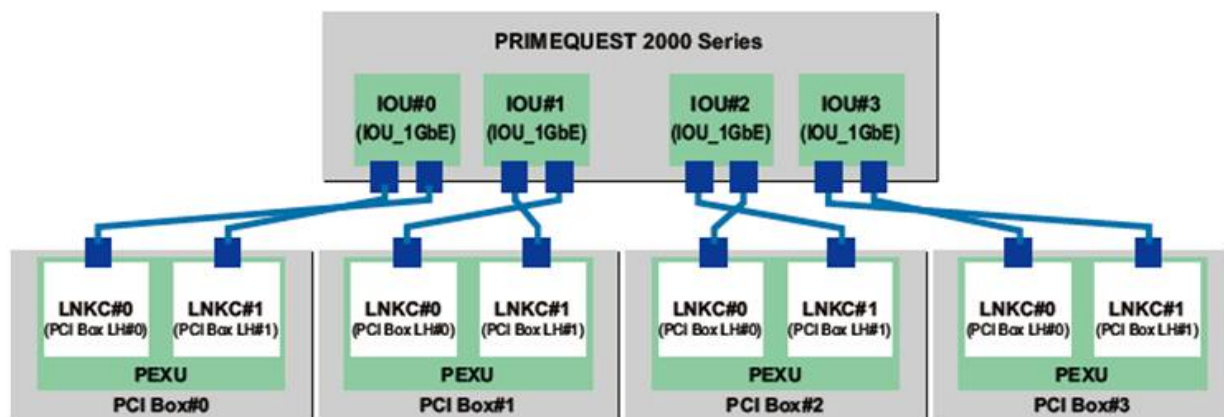 PRIMEQUEST 2000 Series
IOU#0
(IOU_1GbE)
IOU#1
(IOU_1GbE)
IOU#2
(IOU_1GbE)
IOU#3
(IOU_1GbE)
LNKC#0
(PCI Box LH#0)
LNKC#1
(PCI Box LH#1)
PEXU
PCI Box#0
LNKC#0
(PCI Box LH#0)
LNKC#1
(PCI Box LH#1)
PEXU
PCI Box#1
LNKC#0
(PCI Box LH#0)
LNKC#1
(PCI Box LH#1)
PEXU
PCI Box#2
LNKC#0
(PCI Box LH#0)
LNKC#1
(PCI Box LH#1)
PEXU
PCI Box#3